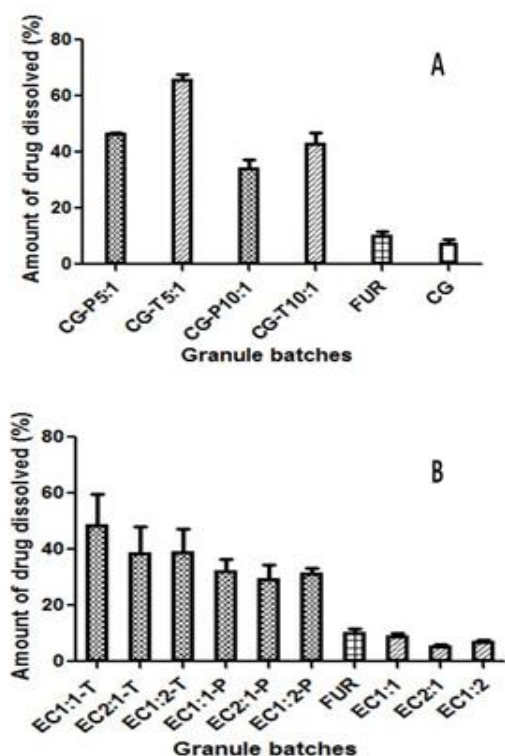 Amount of drug dissolved (%)
A
80
60
40
20
0
CG-P5:1
CG-T5:1
CG-P10:1
CG-T10:1
FUR
CG
Granule batches
Amount of drug dissolved (%)
B
80
60
40
20
0
EC1:1-T
EC2:1-T
EC1:2-T
EC1:1-P
EC2:1-P
EC1:2-P
FUR
EC1:1
EC2:1
EC1:2
Granule batches